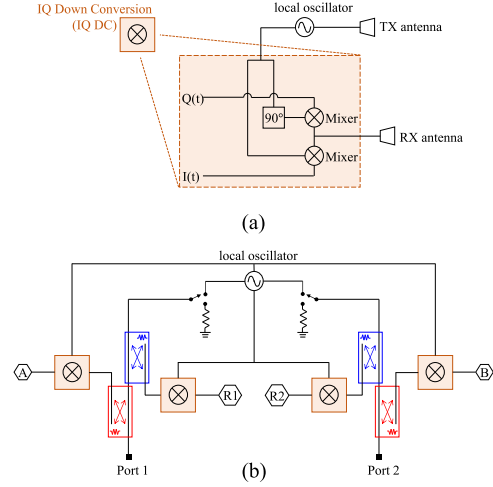 IQ Down Conversion
(IQ DC)
local oscillator
TX antenna
Q(t)
90°
Mixer
RX antenna
Mixer
I(t)
(a)
local oscillator
A
R1
R2
B
Port 1
(b)
Port 2